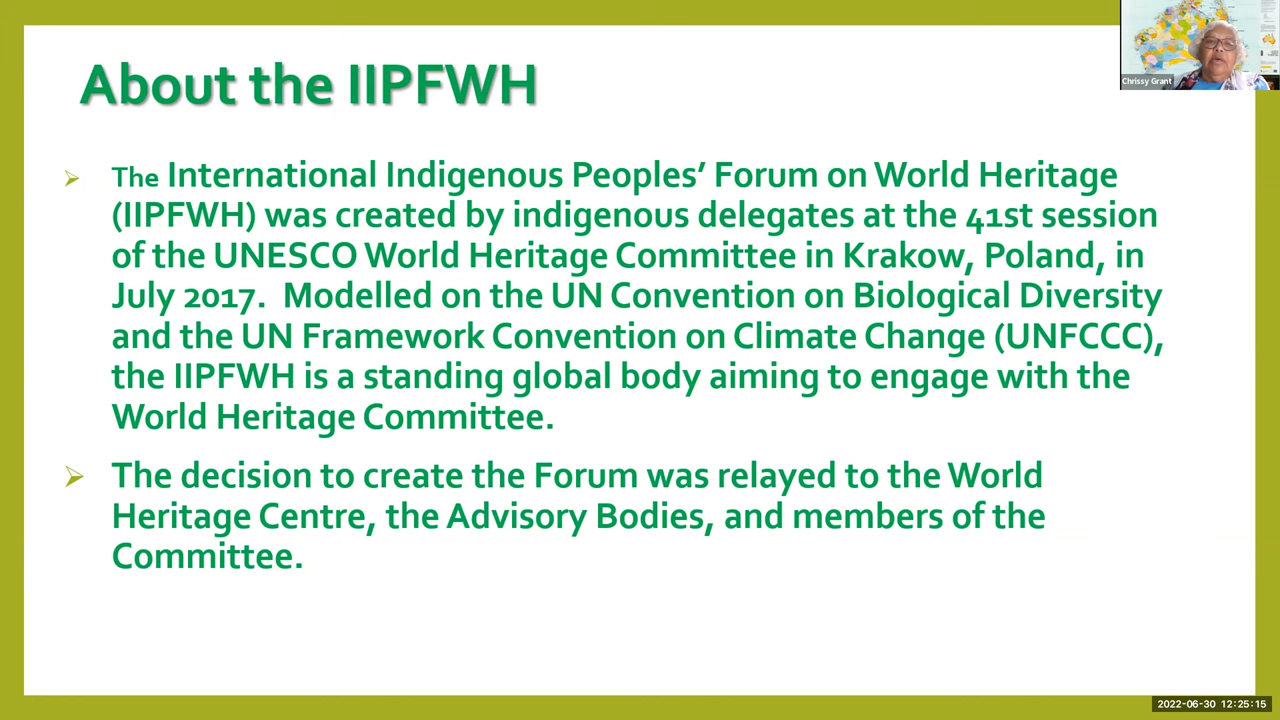 About the IIPFWH
Chrissy Grant
➢ The International Indigenous Peoples’ Forum on World Heritage
(IIPFWH) was created by indigenous delegates at the 41st session
of the UNESCO World Heritage Committee in Krakow, Poland, in
July 2017.  Modelled on the UN Convention on Biological Diversity
and the UN Framework Convention on Climate Change (UNFCCC),
the IIPFWH is a standing global body aiming to engage with the
World Heritage Committee.
➢ The decision to create the Forum was relayed to the World
Heritage Centre, the Advisory Bodies, and members of the
Committee.
2022-06-30 12:25:15